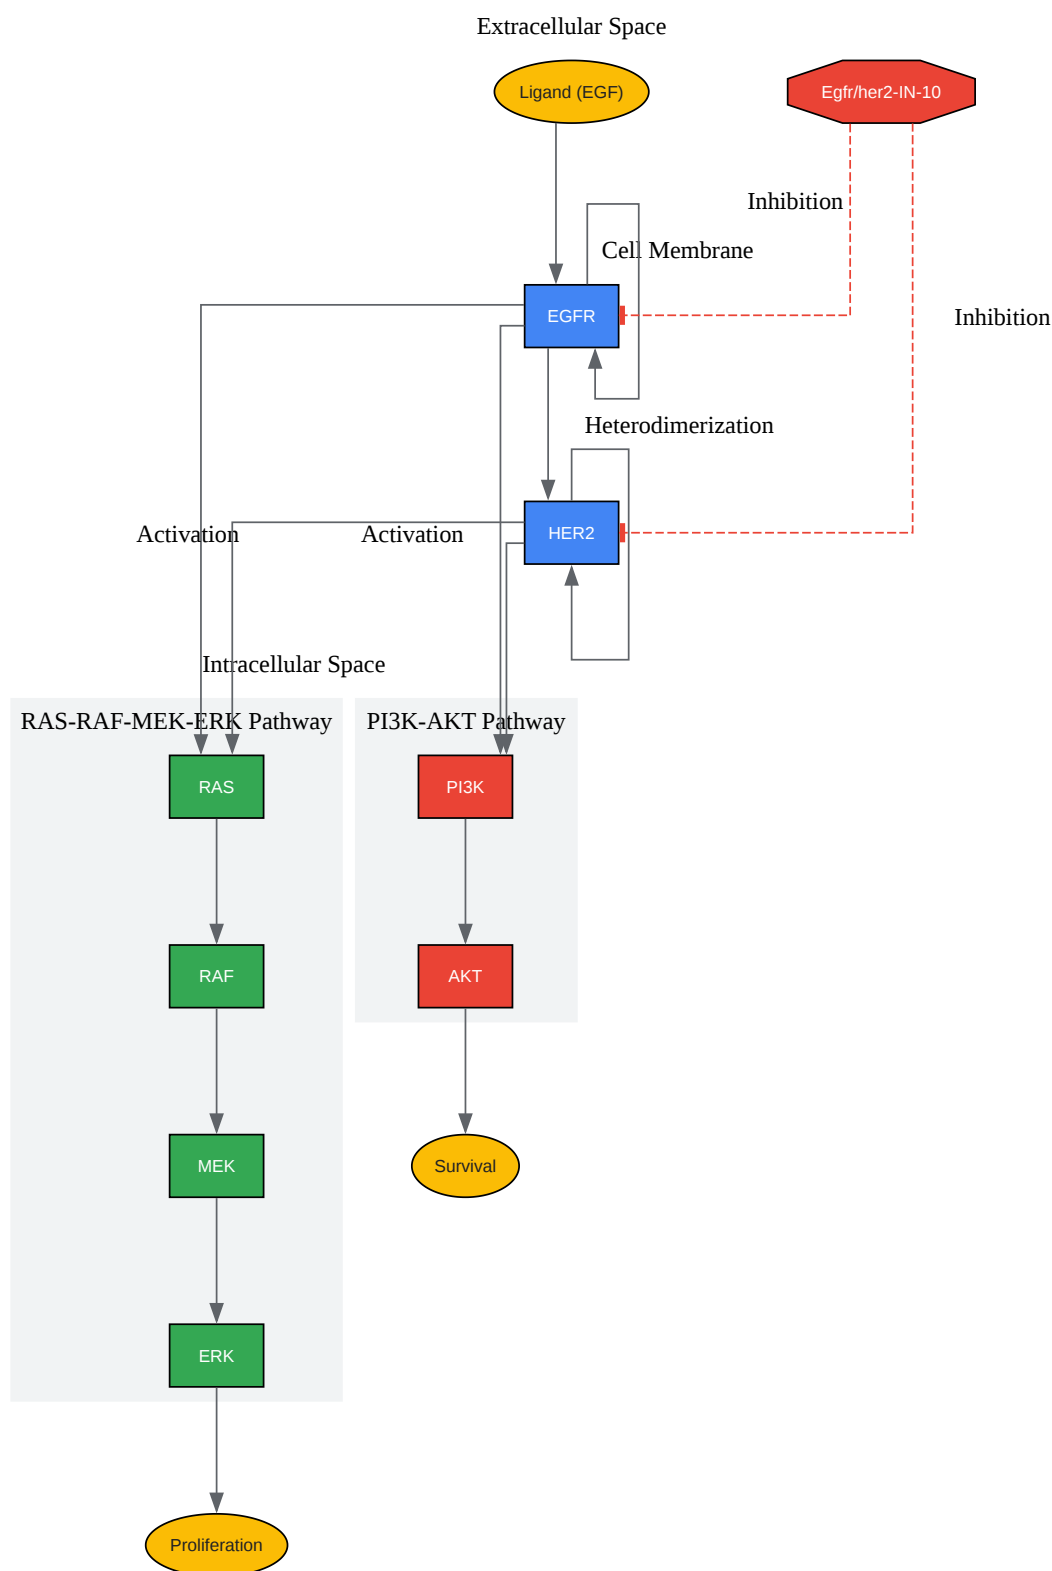 Extracellular Space
Ligand (EGF)
Egfr/her2-IN-10
Inhibition
Cell Membrane
EGFR
Inhibition
Heterodimerization
HER2
Activation
Activation
Intracellular Space
RAS-RAF-MEK-ERK Pathway
PI3K-AKT Pathway
RAS
PI3K
RAF
AKT
MEK
Survival
ERK
Proliferation